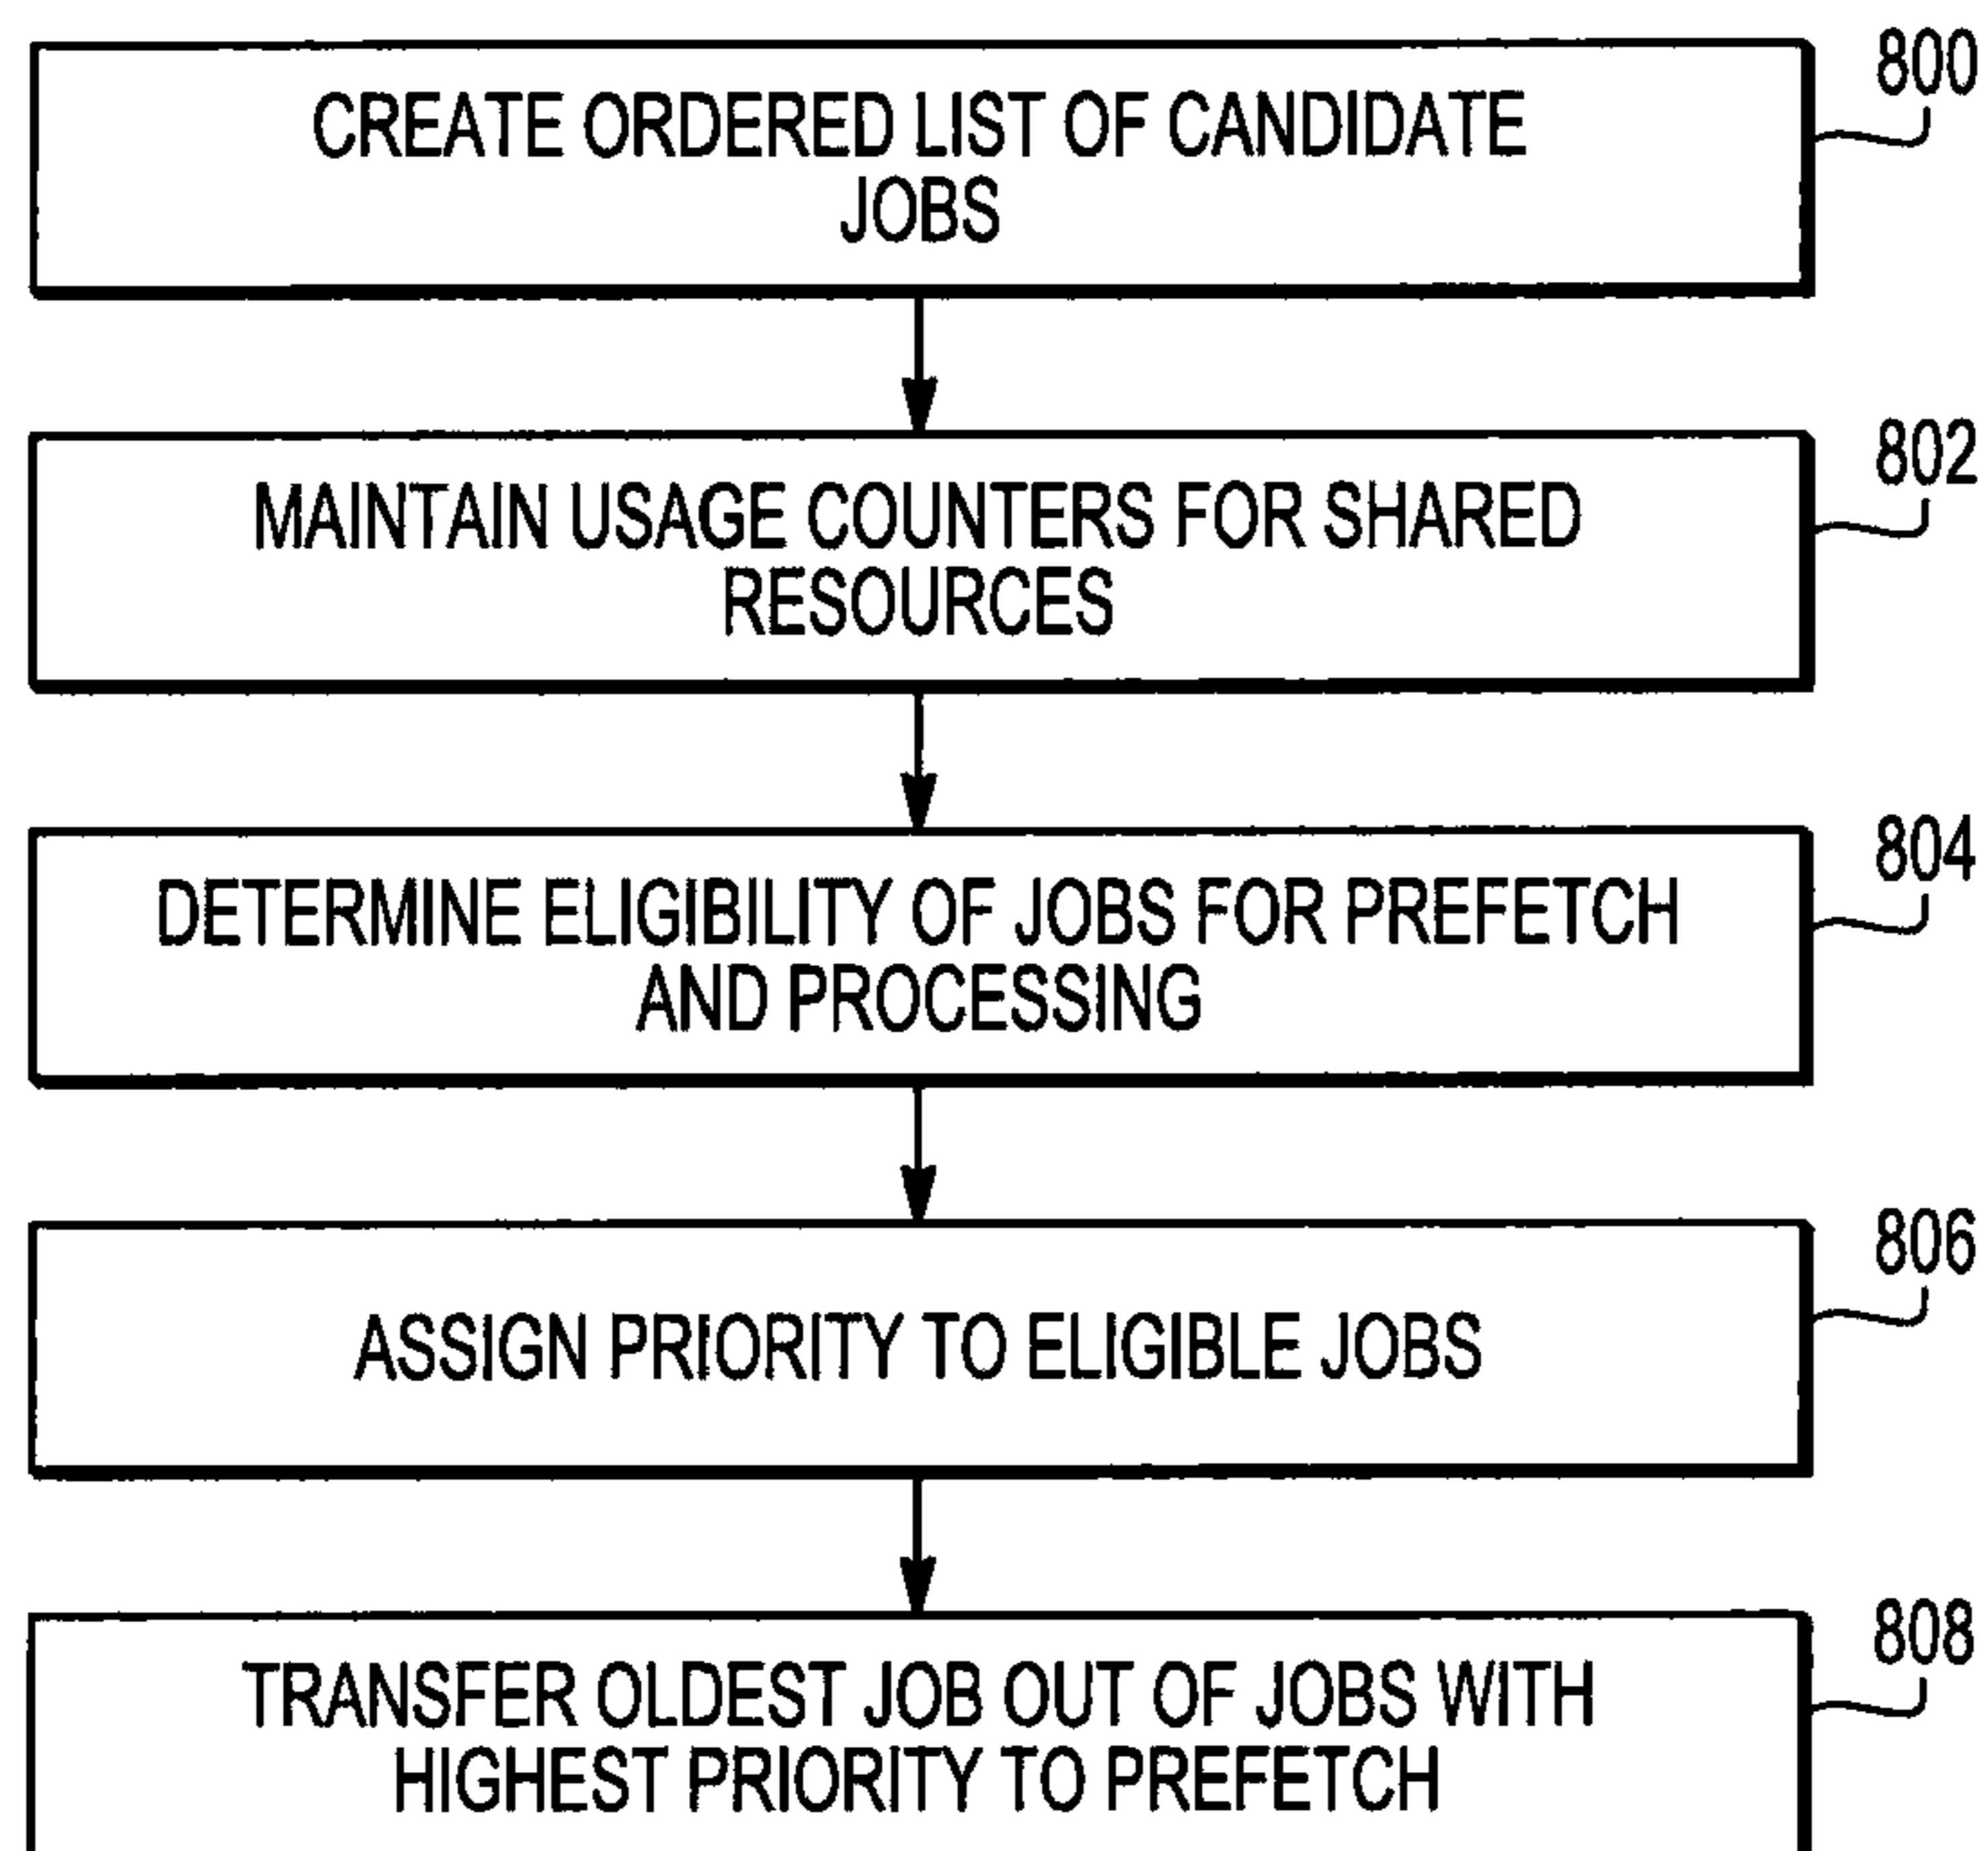 800
CREATE ORDERED LIST OF CANDIDATE
JOBS
802
MAINTAIN USAGE COUNTERS FOR SHARED
RESOURCES
804
DETERMINE ELIGIBILITY OF JOBS FOR PREFETCH
AND PROCESSING
806
ASSIGN PRIORITY TO ELIGIBLE JOBS
808
TRANSFER OLDEST JOB OUT OF JOBS WITH
HIGHEST PRIORITY TO PREFETCH